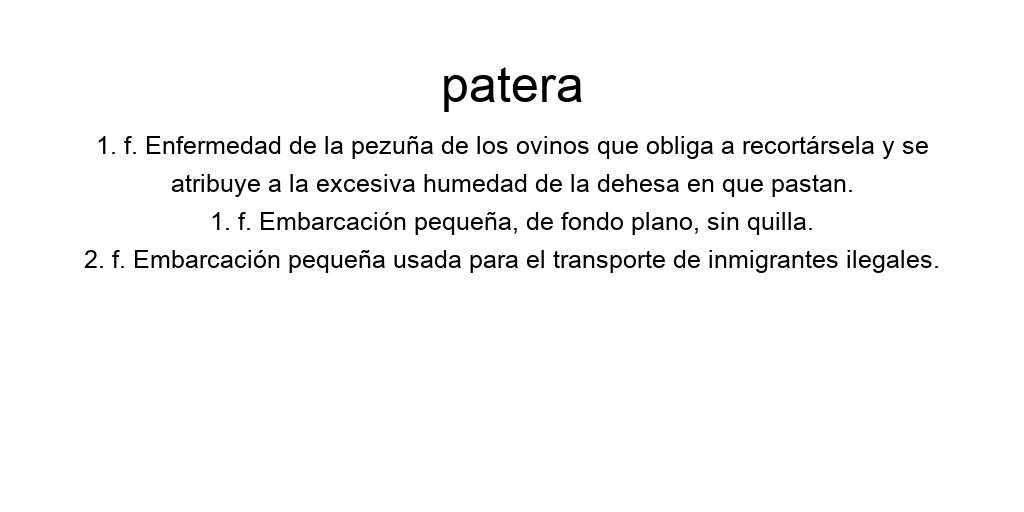 patera
1. f. Enfermedad de la pezuña de los ovinos que obliga a recortársela y se
atribuye a la excesiva humedad de la dehesa en que pastan.
1. f. Embarcación pequeña, de fondo plano, sin quilla.
2. f. Embarcación pequeña usada para el transporte de inmigrantes ilegales.